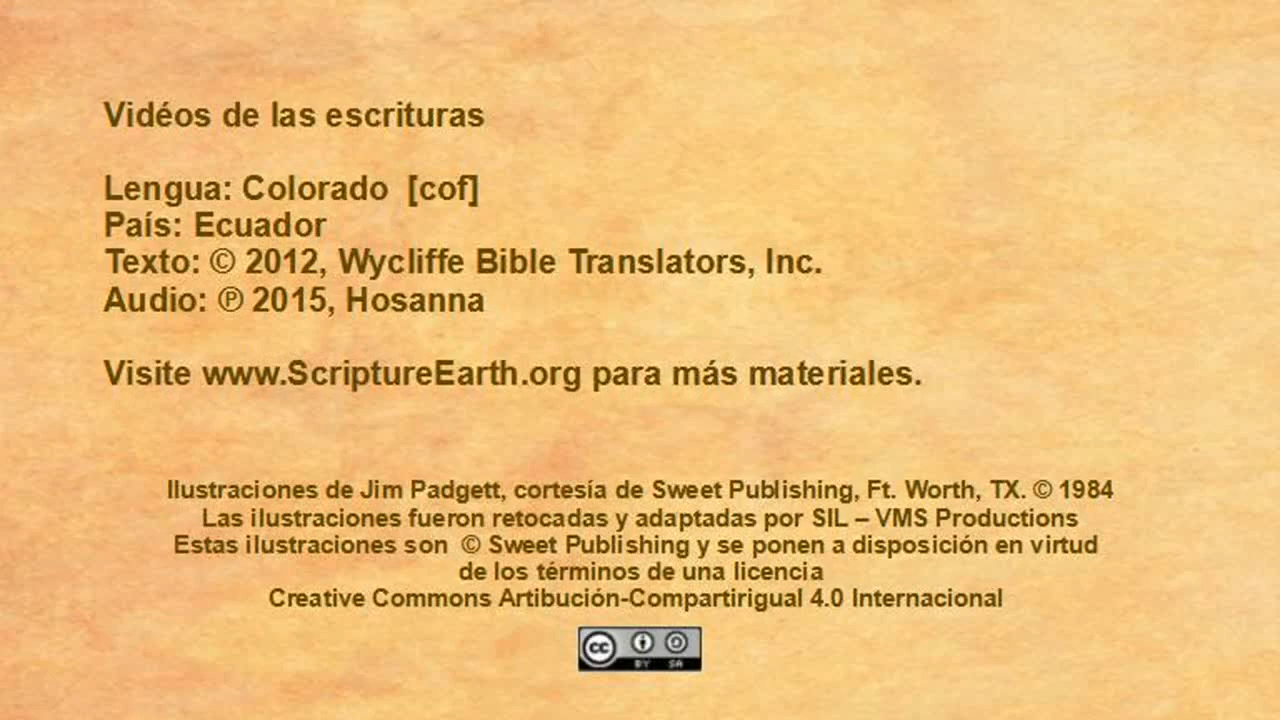 Vidéos de las escrituras
Lengua: Colorado [cof]
País: Ecuador
Texto: © 2012, Wycliffe Bible Translators, Inc.
Audio: ℗ 2015, Hosanna
Visite www.ScriptureEarth.org para más materiales.
Ilustraciones de Jim Padgett, cortesía de Sweet Publishing, Ft. Worth, TX. © 1984
Las ilustraciones fueron retocadas y adaptadas por SIL – VMS Productions
Estas ilustraciones son © Sweet Publishing y se ponen a disposición en virtud
de los términos de una licencia
Creative Commons Artibución-Compartirigual 4.0 Internacional
cc BY SA